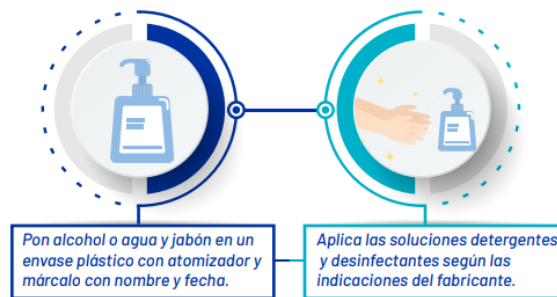 Pon alcohol o agua y jabón en un
envase plástico con atomizador y
márcalo con nombre y fecha.
Aplica las soluciones detergentes
y desinfectantes según las
indicaciones del fabricante.